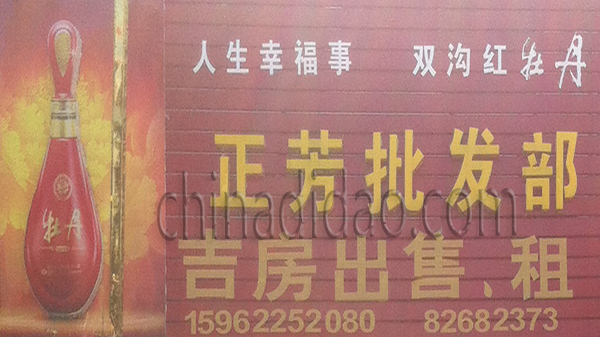 人生幸福事 双沟红牡丹
正芳批发部
chinadidao.com
吉房出售、租
15962252080 82682373
牡丹